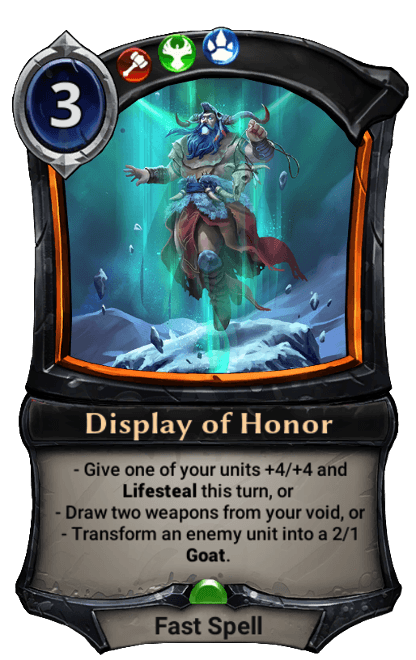 3
Display of Honor
- Give one of your units +4/+4 and
Lifesteal this turn, or
- Draw two weapons from your void, or
- Transform an enemy unit into a 2/1
Goat.
Fast Spell